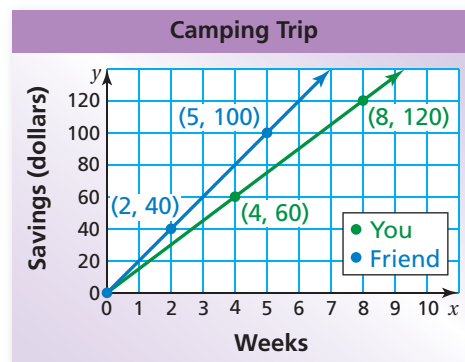 Camping Trip
Savings (dollars)
y
120
100
80
60
40
20
0
(5, 100)
(8, 120)
(2, 40)
(4, 60)
You
Friend
0 1 2 3 4 5 6 7 8 9 10 x
Weeks